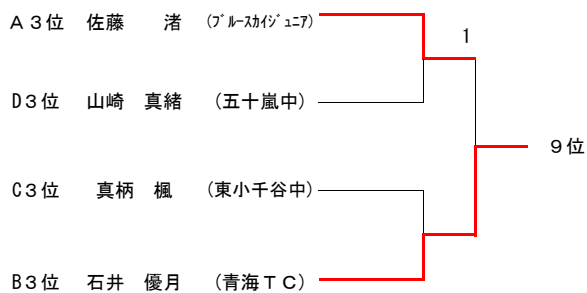 A3位 佐藤 渚 (ﾌﾞﾙｰｽｶｲｼﾞｭﾆｱ)
1
D3位 山崎 真緒 (五十嵐中)
9位
C3位 真柄 楓 (東小千谷中)
B3位 石井 優月 (青海TC)